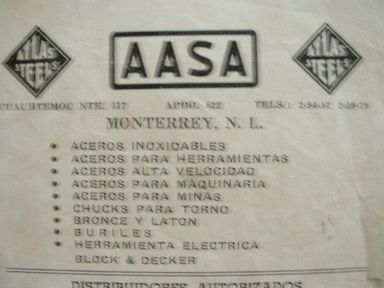 ATLAS STEELS AASA ATLAS STEELS
CUAUHTEMOC NTE. 517 APDO. 822 TELS.: 2-94-57 2-59-79
MONTERREY, N. L.
• ACEROS INOXIDABLES
• ACEROS PARA HERRAMIENTAS
• ACEROS ALTA VELOCIDAD
• ACEROS PARA MAQUINARIA
• ACEROS PARA MINAS
• CHUCKS PARA TORNO
• BRONCE Y LATON
• BURILES
• HERRAMIENTA ELECTRICA
BLOCK & DECKER
DISTRIBUIDORES AUTORIZADOS